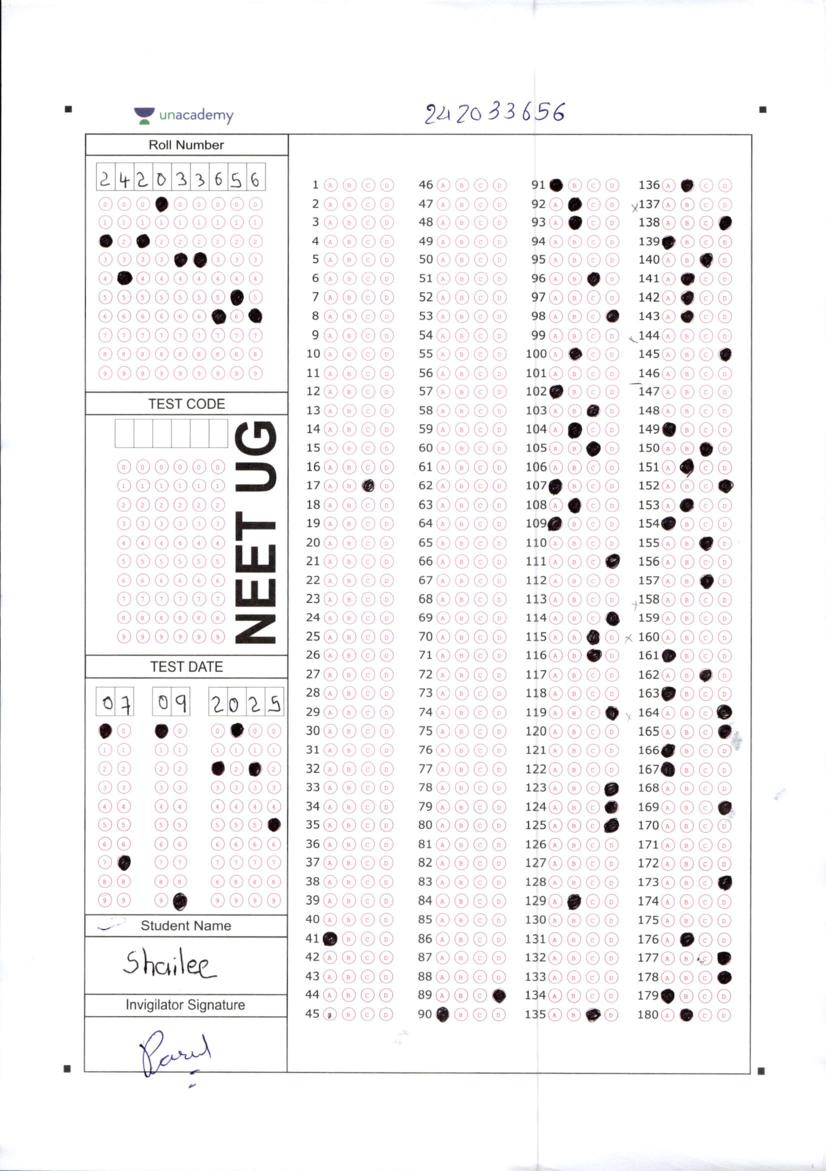 unacademy
242033656
Roll Number
2 4 2 0 3 3 6 5 6
TEST CODE
NEET UG
TEST DATE
07 09 2025
Student Name
Shailee
Invigilator Signature
Parul
1 A B C D 46 A B C D 91 B C D 136 A C D
2 A B C D 47 A B C D 92 A C D 137 A B C D
3 A B C D 48 A B C D 93 A C D 138 A B C
4 A B C D 49 A B C D 94 A B C D 139 B C D
5 A B C D 50 A B C D 95 A B C D 140 A B D
6 A B C D 51 A B C D 96 A B D 141 A C D
7 A B C D 52 A B C D 97 A B C D 142 A C D
8 A B C D 53 A B C D 98 A B C 143 A C D
9 A B C D 54 A B C D 99 A B C D 144 A B C D
10 A B C D 55 A B C D 100 A C D 145 A B C
11 A B C D 56 A B C D 101 A B C D 146 A B C D
12 A B C D 57 A B C D 102 B C D 147 A B C D
13 A B C D 58 A B C D 103 A B D 148 A B C D
14 A B C D 59 A B C D 104 A C D 149 B C D
15 A B C D 60 A B C D 105 A B D 150 A B D
16 A B C D 61 A B C D 106 A B C D 151 A C D
17 A B D 62 A B C D 107 B C D 152 A B C
18 A B C D 63 A B C D 108 A C D 153 A C D
19 A B C D 64 A B C D 109 B C D 154 B C D
20 A B C D 65 A B C D 110 A B C D 155 A B D
21 A B C D 66 A B C D 111 A B C 156 A B C D
22 A B C D 67 A B C D 112 A B C D 157 A B D
23 A B C D 68 A B C D 113 A B C D 158 A B C D
24 A B C D 69 A B C D 114 A B C 159 A B C D
25 A B C D 70 A B C D 115 A B D 160 A B C D
26 A B C D 71 A B C D 116 A B D 161 B C D
27 A B C D 72 A B C D 117 A B C D 162 A B D
28 A B C D 73 A B C D 118 A B C D 163 B C D
29 A B C D 74 A B C D 119 A B C 164 A B C
30 A B C D 75 A B C D 120 A B C D 165 A B C
31 A B C D 76 A B C D 121 A B C D 166 B C D
32 A B C D 77 A B C D 122 A B C D 167 B C D
33 A B C D 78 A B C D 123 A B C 168 A B C D
34 A B C D 79 A B C D 124 A B C 169 A B C
35 A B C D 80 A B C D 125 A B C 170 A B C D
36 A B C D 81 A B C D 126 A B C D 171 A B C D
37 A B C D 82 A B C D 127 A B C D 172 A B C D
38 A B C D 83 A B C D 128 A B C D 173 A B C
39 A B C D 84 A B C D 129 A C D 174 A B C D
40 A B C D 85 A B C D 130 A B C D 175 A B C D
41 B C D 86 A B C D 131 A B C D 176 A C D
42 A B C D 87 A B C D 132 A B C D 177 A B C
43 A B C D 88 A B C D 133 A B C D 178 A B C
44 A B C D 89 A B C 134 A B C D 179 B C D
45 B C D 90 B C D 135 A B D 180 A C D